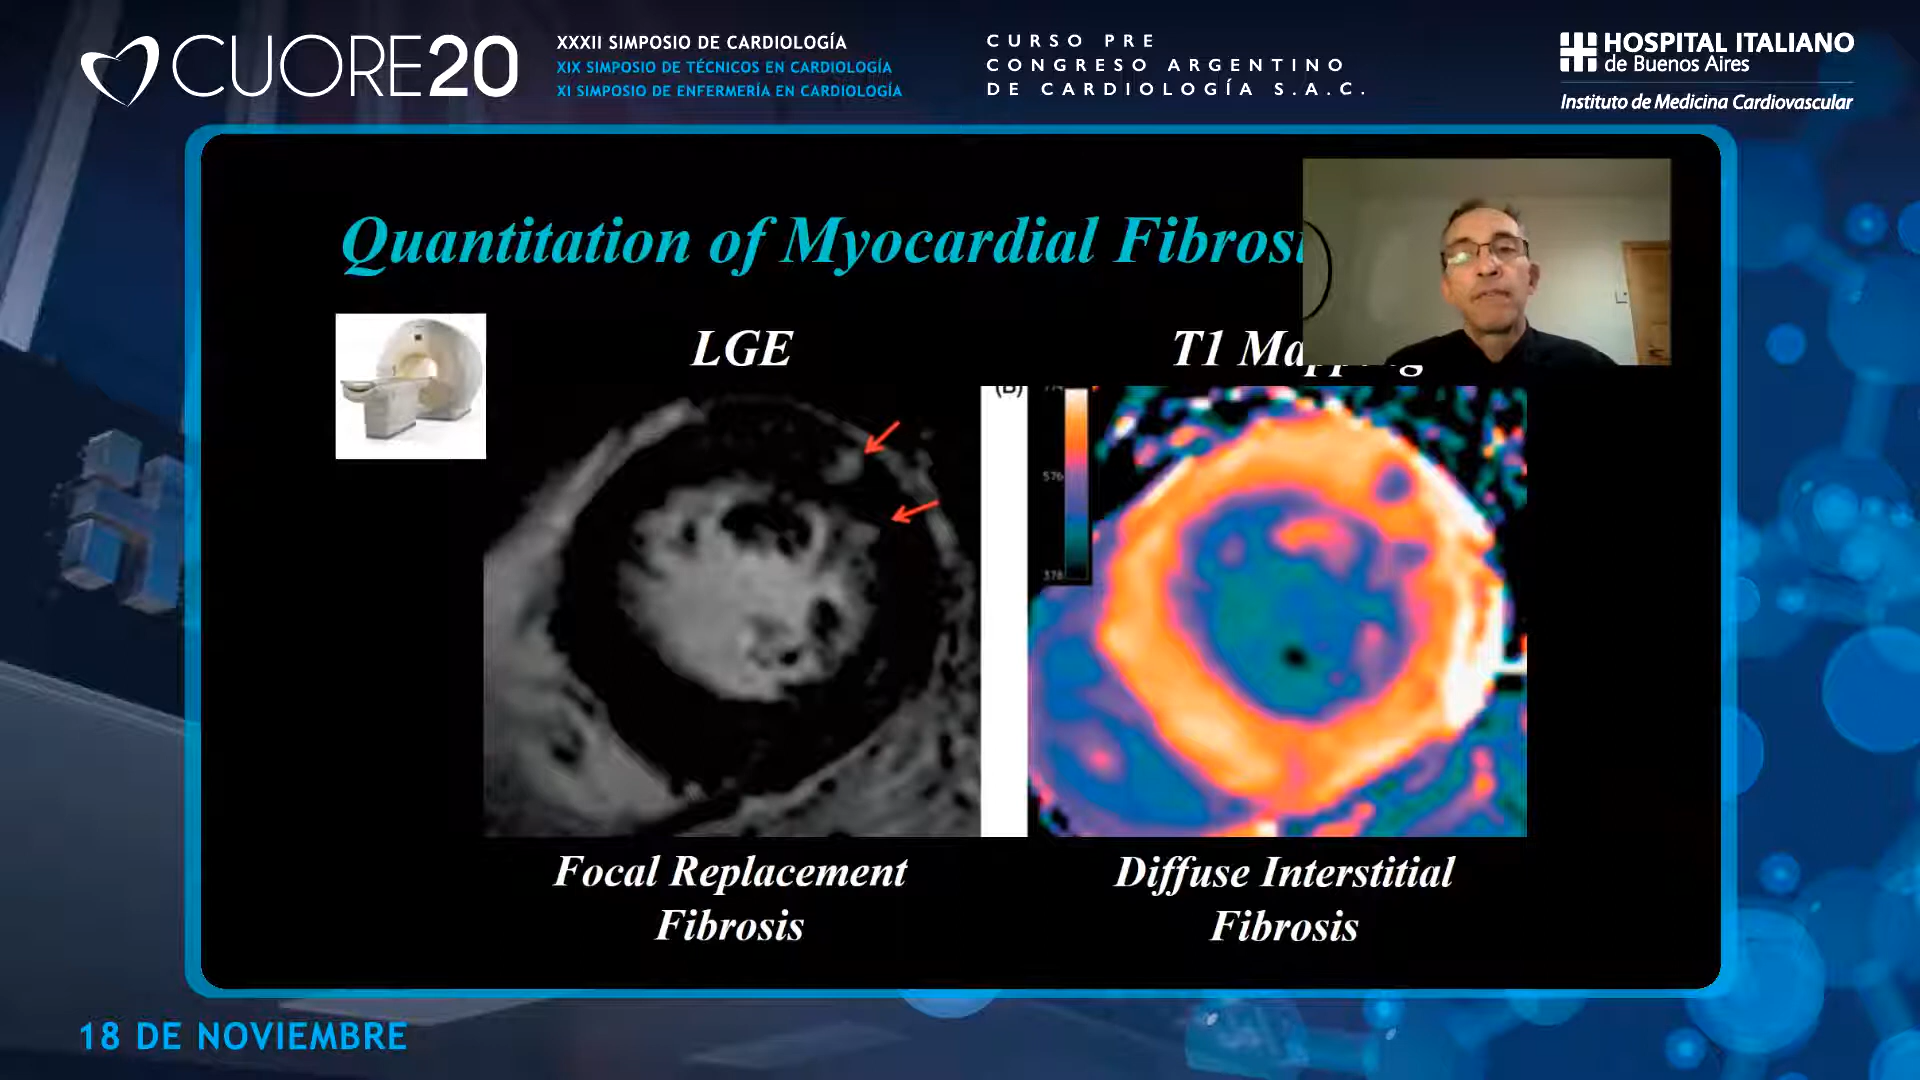 CUORE20
XXXII SIMPOSIO DE CARDIOLOGÍA
XIX SIMPOSIO DE TÉCNICOS EN CARDIOLOGÍA
XI SIMPOSIO DE ENFERMERÍA EN CARDIOLOGÍA
CURSO PRE
CONGRESO ARGENTINO
DE CARDIOLOGÍA S.A.C.
HOSPITAL ITALIANO
de Buenos Aires
Instituto de Medicina Cardiovascular
Quantitation of Myocardial
LGE
T1
576
378
Focal Replacement
Fibrosis
Diffuse Interstitial
Fibrosis
18 DE NOVIEMBRE